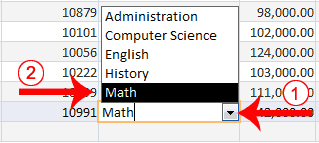 10879 Administration 98,000.00
10101 Computer Science 102,000.00
10056 English 124,000.00
10222 History 103,000.00
② Math
10991 Math ①